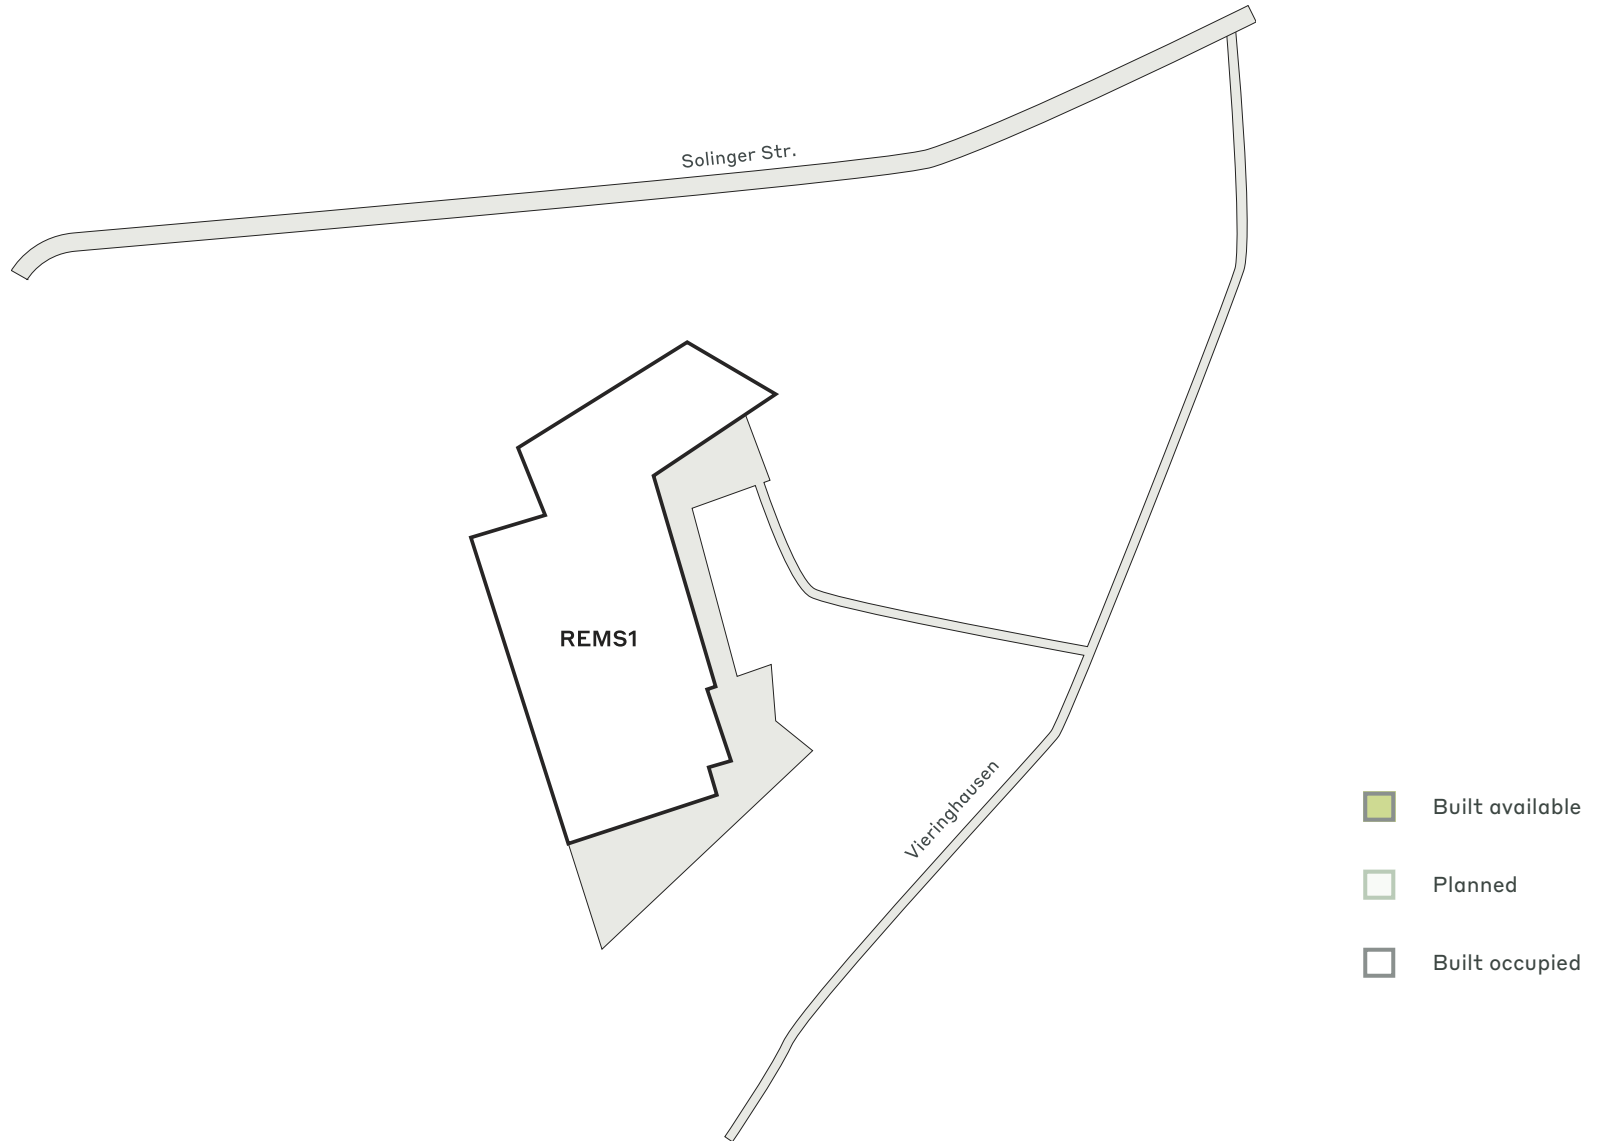 Solinger Str.
REMS1
Vieringhausen
Built available
Planned
Built occupied